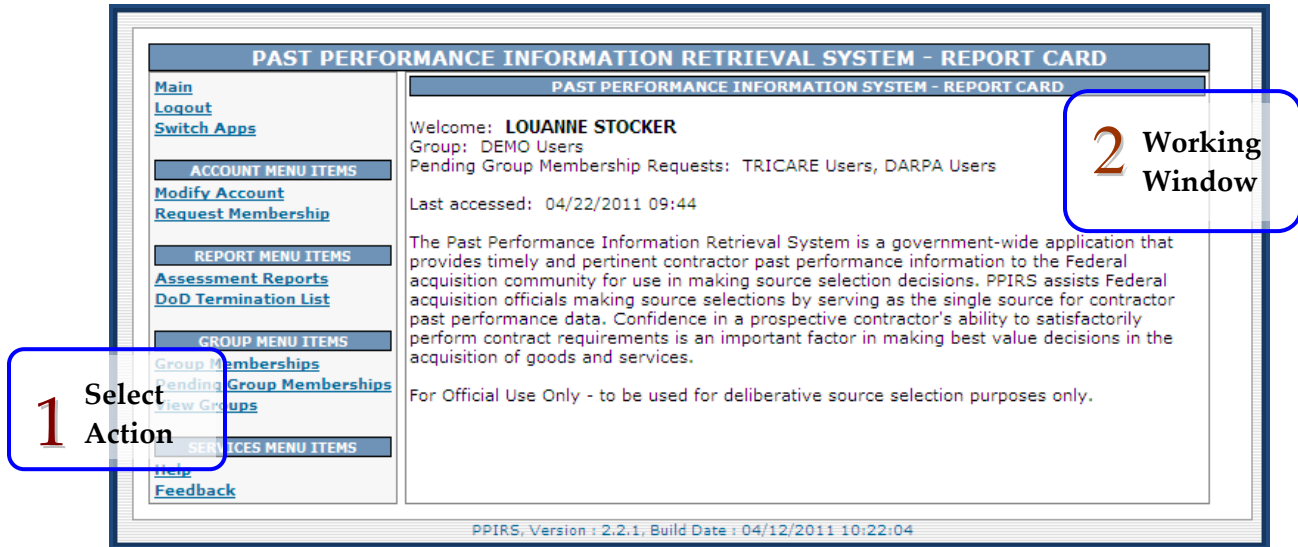 PAST PERFORMANCE INFORMATION RETRIEVAL SYSTEM - REPORT CARD
Main
Logout
Switch Apps
ACCOUNT MENU ITEMS
Modify Account
Request Membership
REPORT MENU ITEMS
Assessment Reports
DoD Termination List
GROUP MENU ITEMS
Group Memberships
Pending Group Memberships
View Groups
SERVICES MENU ITEMS
Help
Feedback
1 Select
Action
PAST PERFORMANCE INFORMATION SYSTEM - REPORT CARD
Welcome: LOUANNE STOCKER
Group: DEMO Users
Pending Group Membership Requests: TRICARE Users, DARPA Users
Last accessed: 04/22/2011 09:44
The Past Performance Information Retrieval System is a government-wide application that
provides timely and pertinent contractor past performance information to the Federal
acquisition community for use in making source selection decisions. PPIRS assists Federal
acquisition officials making source selections by serving as the single source for contractor
past performance data. Confidence in a prospective contractor's ability to satisfactorily
perform contract requirements is an important factor in making best value decisions in the
acquisition of goods and services.
For Official Use Only - to be used for deliberative source selection purposes only.
2 Working
Window
PPIRS, Version : 2.2.1, Build Date : 04/12/2011 10:22:04